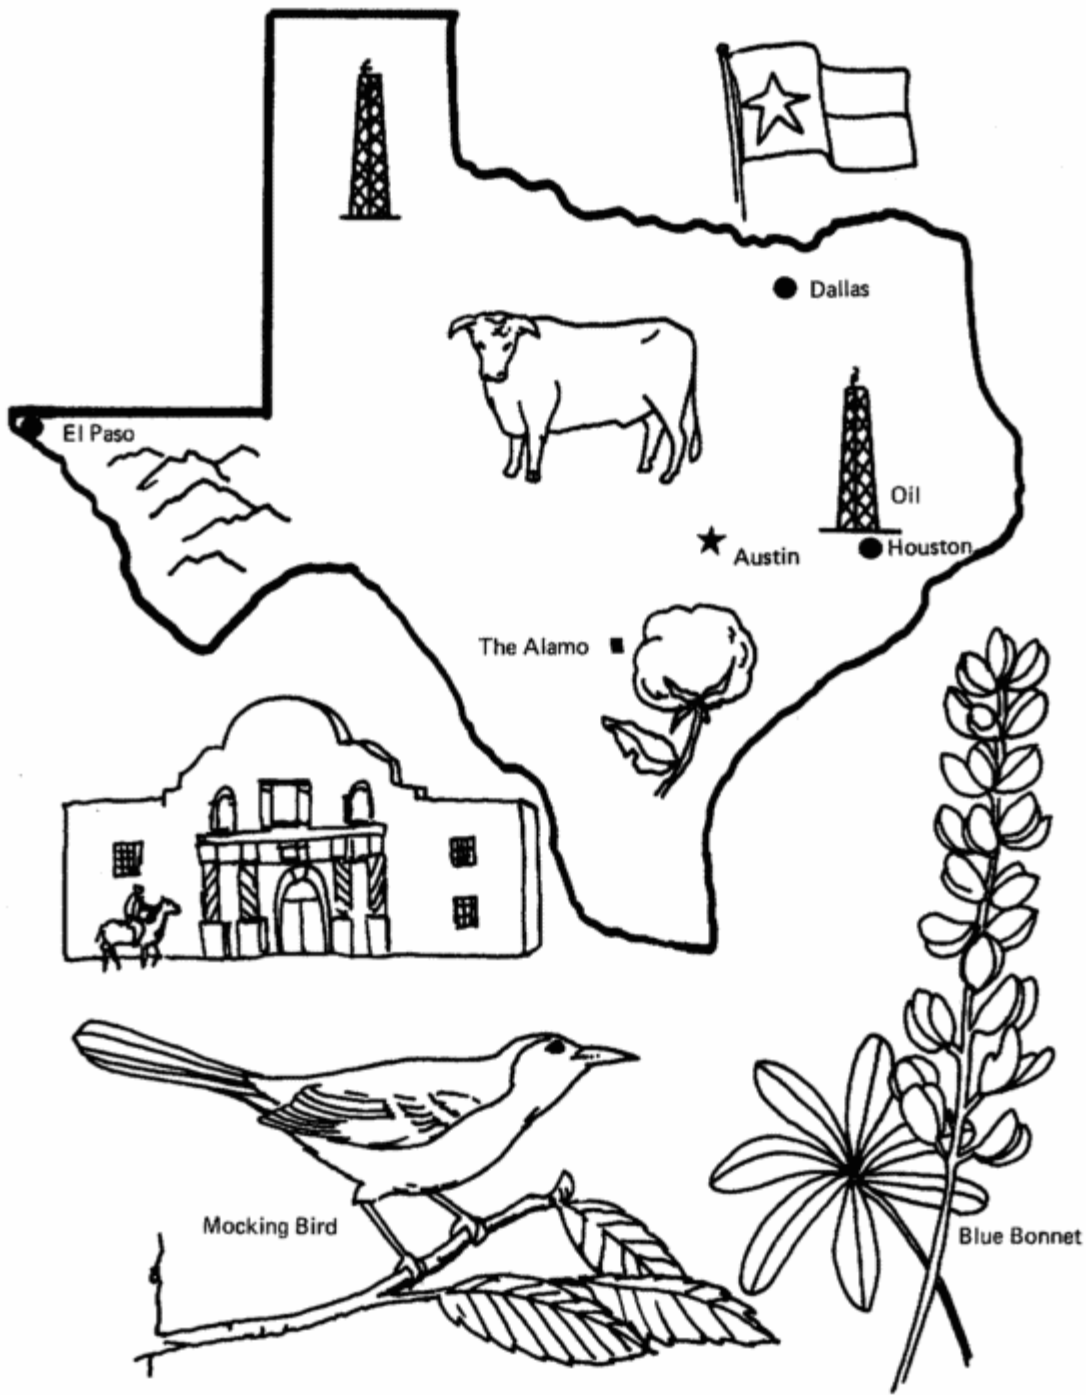 Dallas
El Paso
Oil
Houston
Austin
The Alamo
Mocking Bird
Blue Bonnet